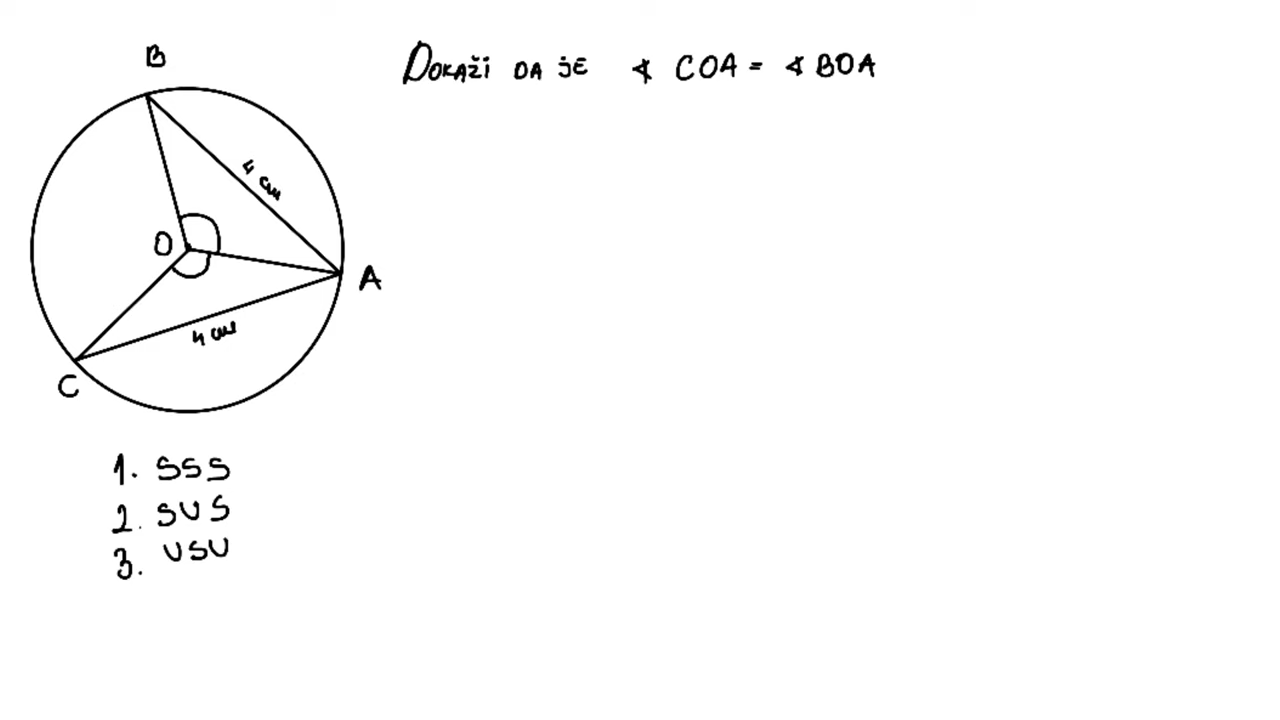 B
DOKAŽI DA JE ∢ COA = ∢ BOA
4 cm
O
A
4 cm
C
1. SSS
2. SUS
3. USU